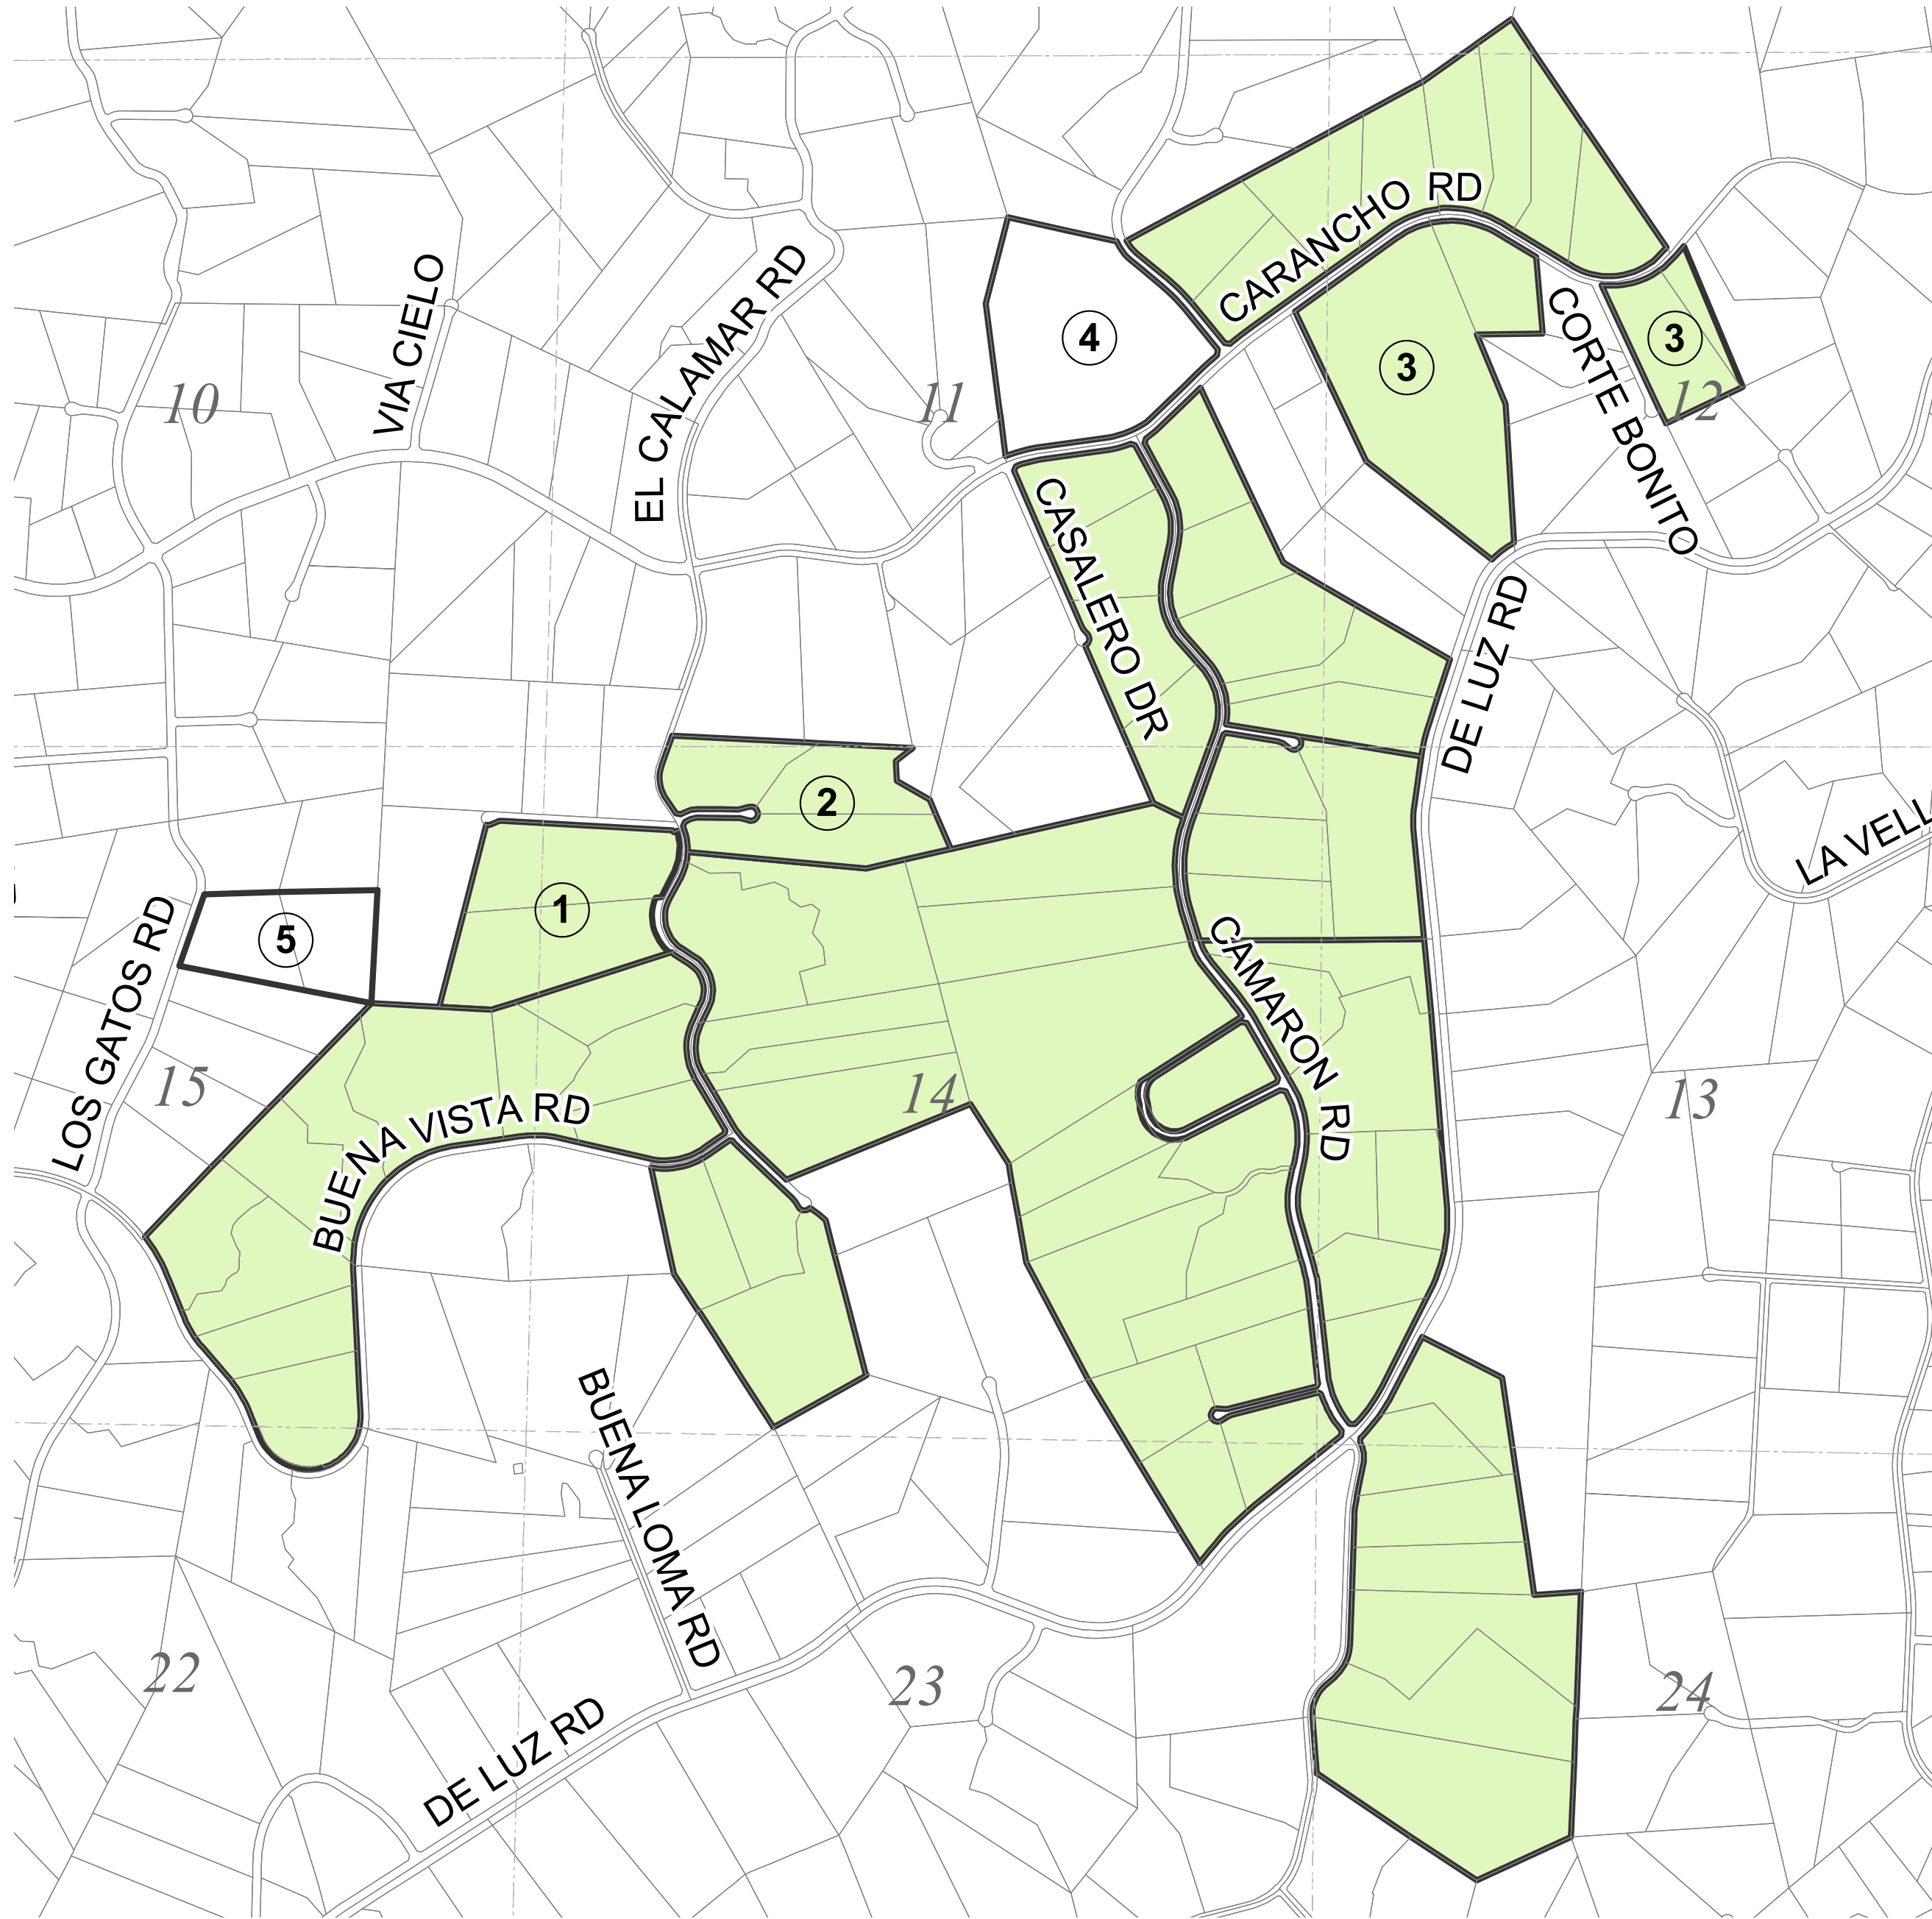 CARANCHO RD
VIA CIELO
EL CALAMAR RD
4
3
3
CORTE BONITO
10
11
12
CASALERO DR
DE LUZ RD
2
LA VELL
1
5
LOS GATOS RD
CAMARON RD
15
14
13
BUENA VISTA RD
BUENA LOMA RD
22
23
24
DE LUZ RD